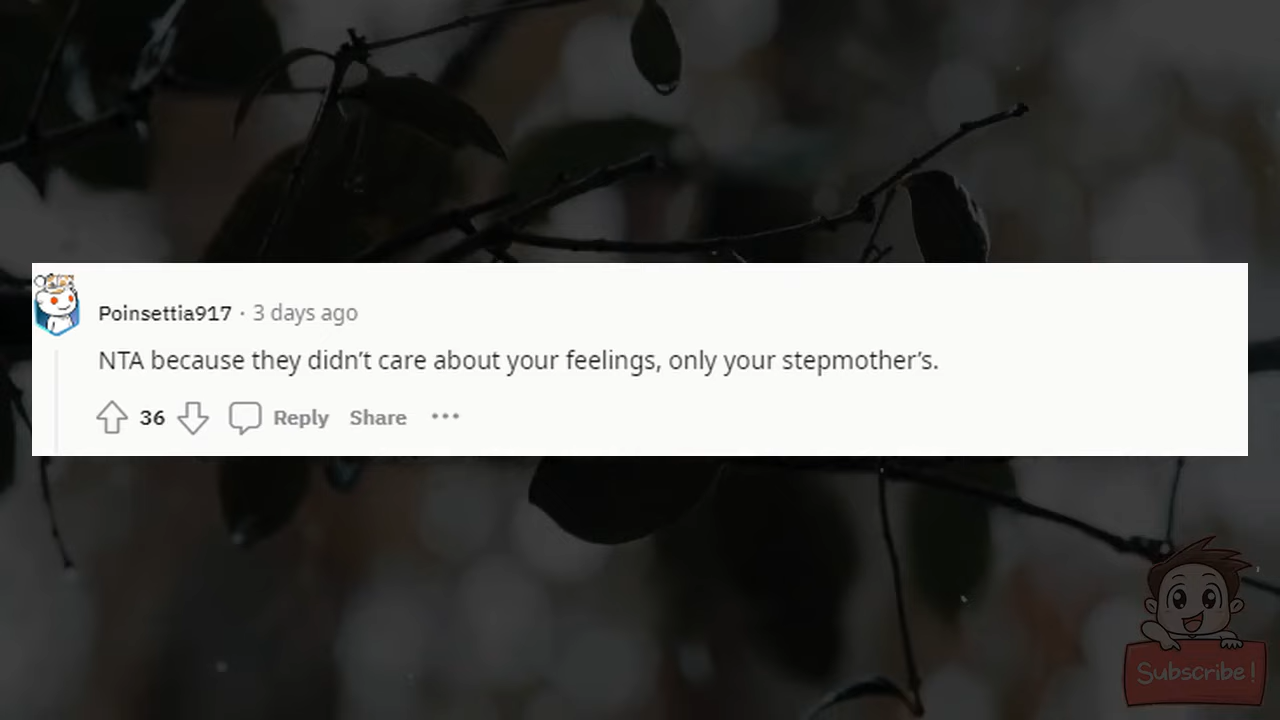 Poinsettia917 · 3 days ago
NTA because they didn’t care about your feelings, only your stepmother’s.
36 Reply Share •••
Subscribe!